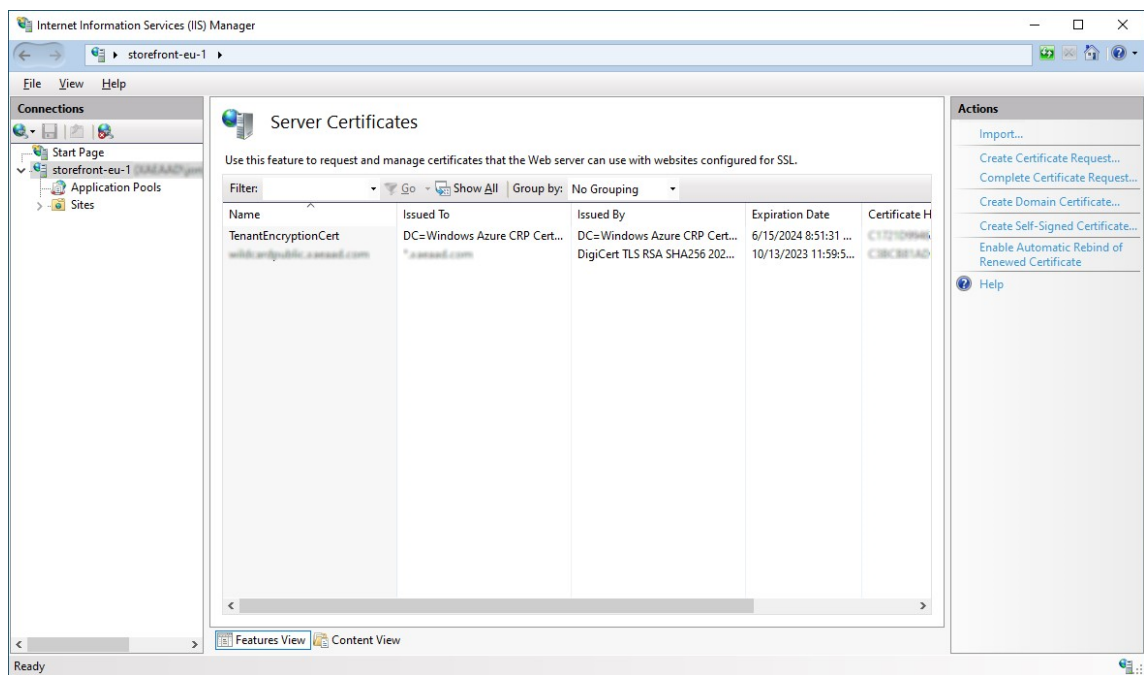 Internet Information Services (IIS) Manager
storefront-eu-1
File View Help
Connections
Start Page
storefront-eu-1
Application Pools
Sites
Server Certificates
Use this feature to request and manage certificates that the Web server can use with websites configured for SSL.
Filter: Go Show All Group by: No Grouping
Name Issued To Issued By Expiration Date Certificate H
TenantEncryptionCert DC=Windows Azure CRP Cert... DC=Windows Azure CRP Cert... 6/15/2024 8:51:31 ...
DigiCert TLS RSA SHA256 202... 10/13/2023 11:59:5...
Features View Content View
Actions
Import...
Create Certificate Request...
Complete Certificate Request...
Create Domain Certificate...
Create Self-Signed Certificate...
Enable Automatic Rebind of
Renewed Certificate
Help
Ready